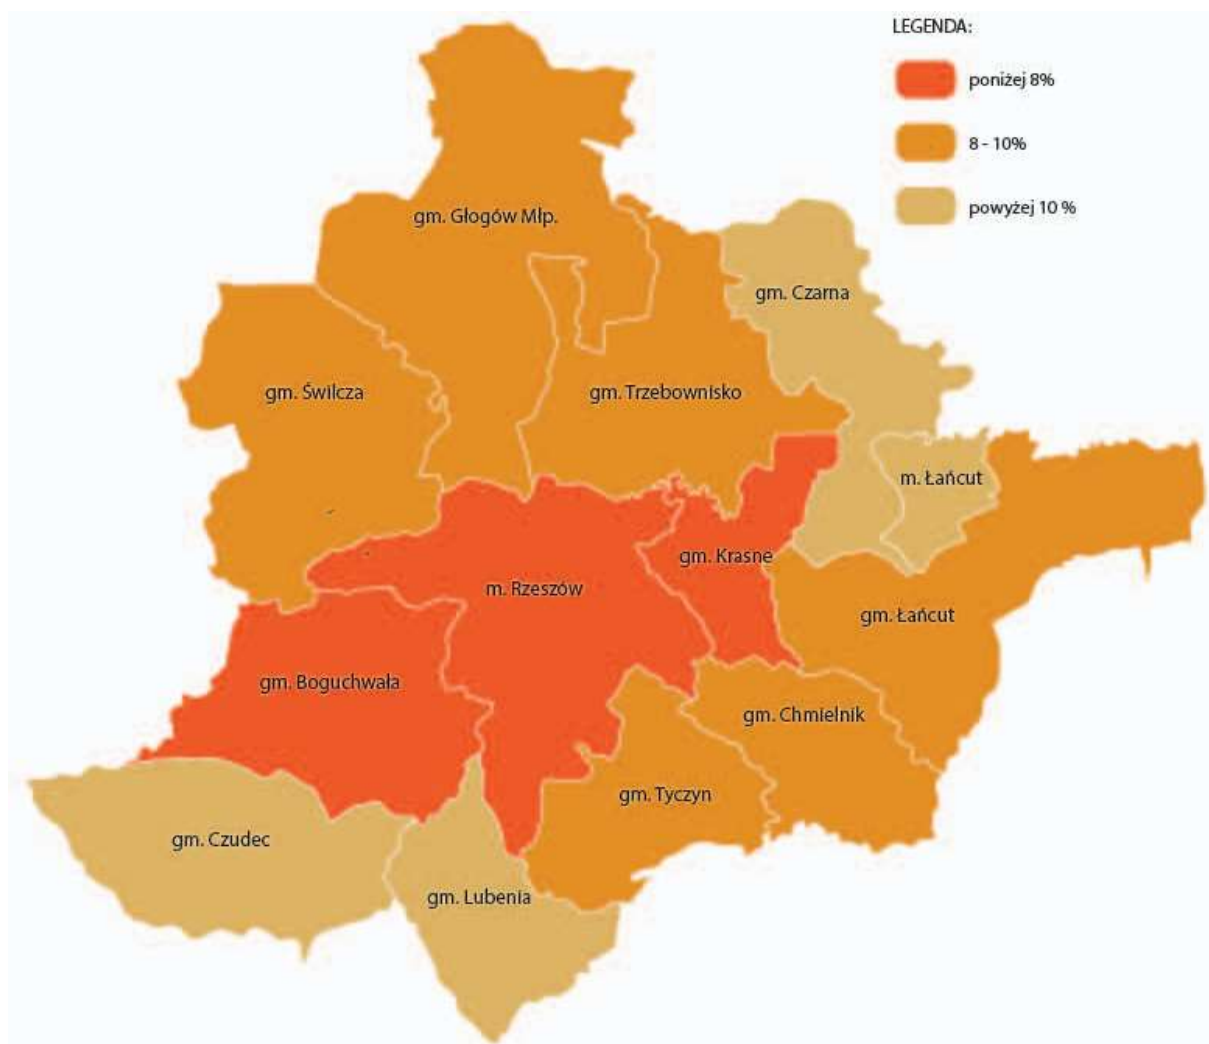 LEGENDA:
poniżej 8%
8 - 10%
powyżej 10 %
gm. Głogów Młp.
gm. Czarna
gm. Świlcza
gm. Trzebownisko
m. Łańcut
gm. Krasne
m. Rzeszów
gm. Łańcut
gm. Boguchwała
gm. Chmielnik
gm. Tyczyn
gm. Czudec
gm. Lubenia